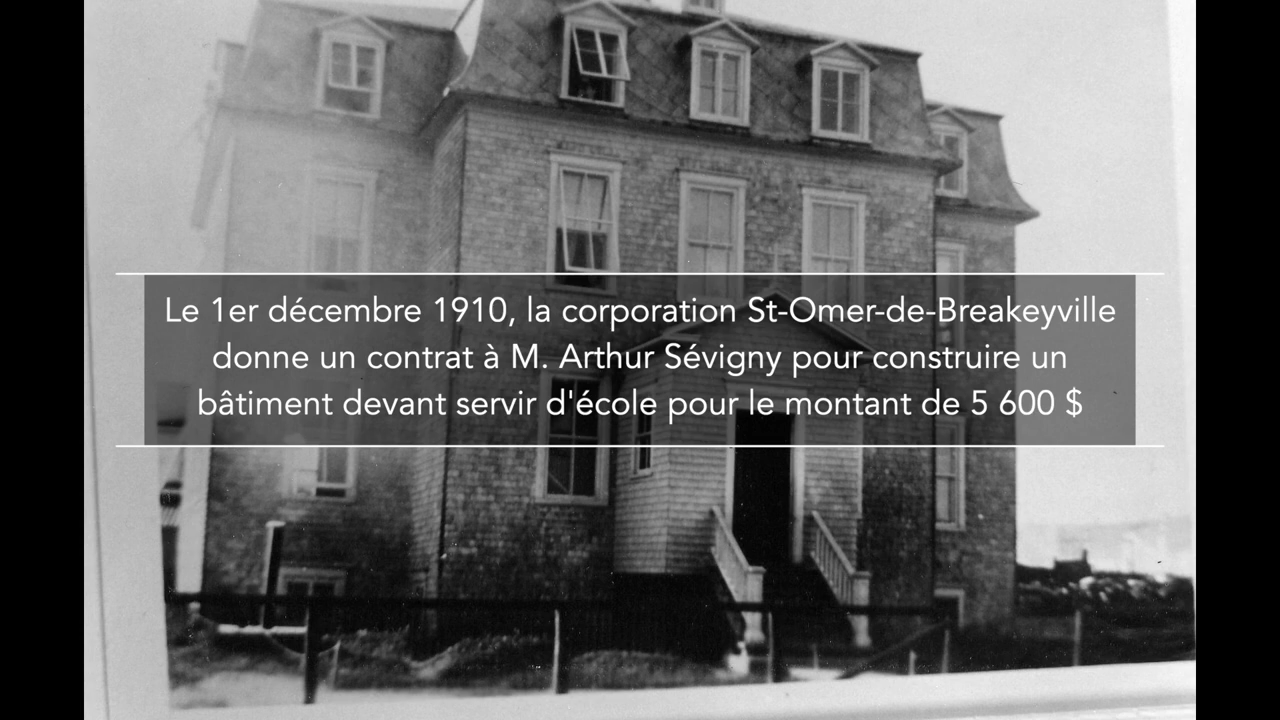 Le 1er décembre 1910, la corporation St-Omer-de-Breakeyville
donne un contrat à M. Arthur Sévigny pour construire un
bâtiment devant servir d'école pour le montant de 5 600 $